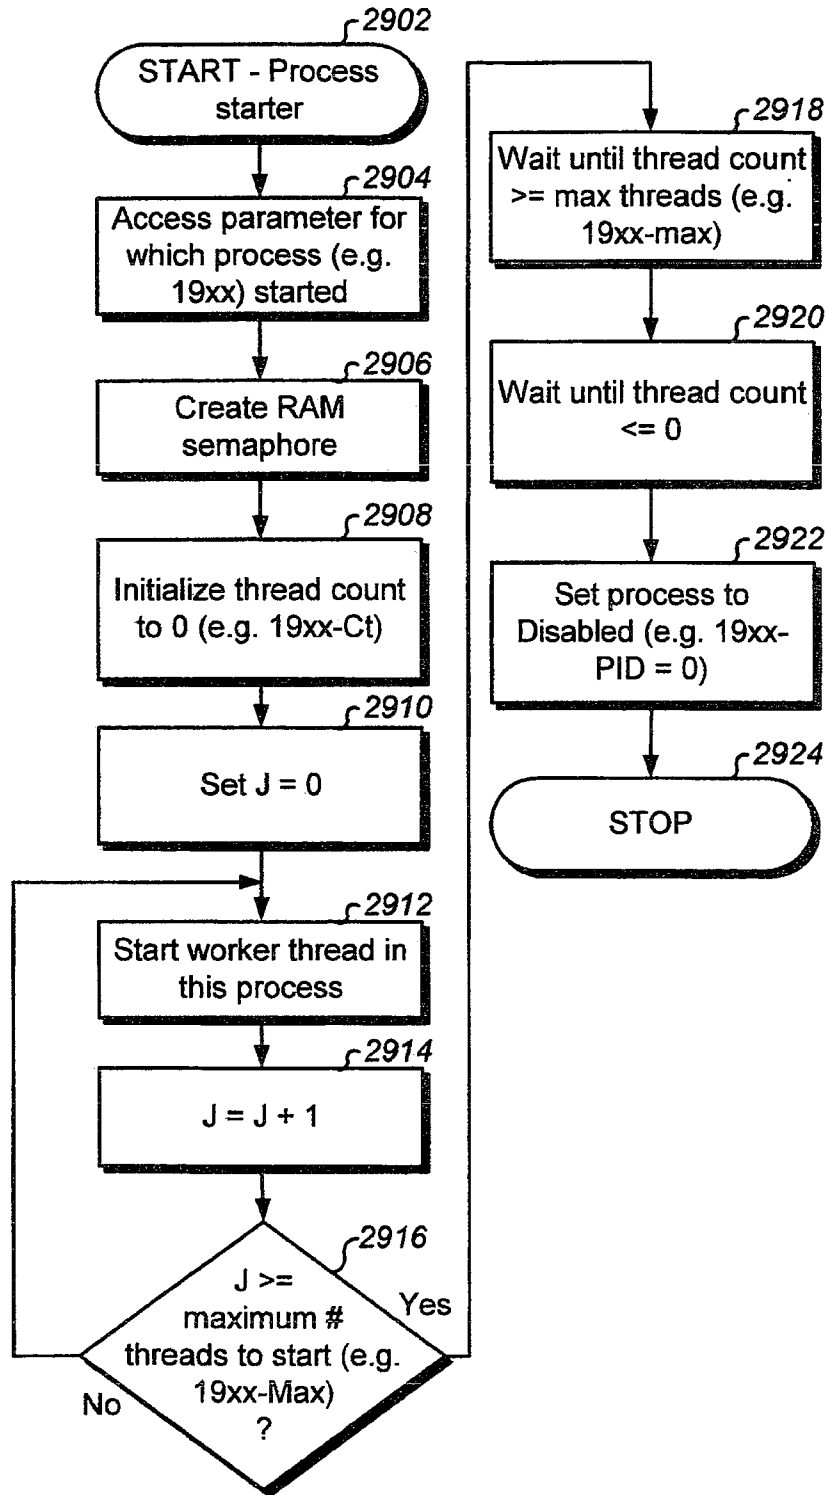 2902
START - Process
starter
2904
Access parameter for
which process (e.g.
19xx) started
2906
Create RAM
semaphore
2908
Initialize thread count
to 0 (e.g. 19xx-Ct)
2910
Set J = 0
2912
Start worker thread in
this process
2914
J = J + 1
2916
J >=
maximum #
threads to start (e.g.
19xx-Max)
?
Yes
No
2918
Wait until thread count
>= max threads (e.g.
19xx-max)
2920
Wait until thread count
<= 0
2922
Set process to
Disabled (e.g. 19xx-
PID = 0)
2924
STOP